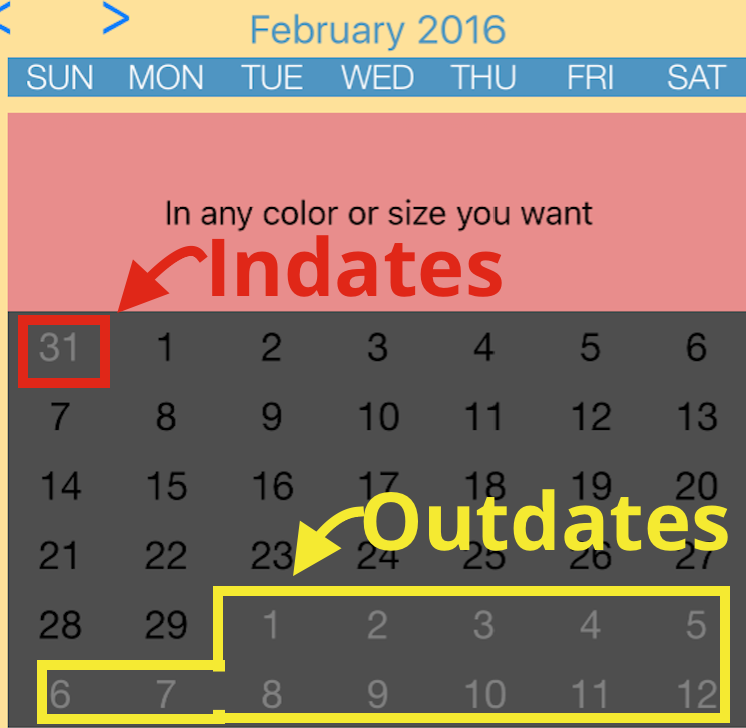 < > February 2016
SUN MON TUE WED THU FRI SAT
In any color or size you want
Indates
31 1 2 3 4 5 6
7 8 9 10 11 12 13
14 15 16 17 18 19 20
Outdates
21 22 23 24 25 26 27
28 29 1 2 3 4 5
6 7 8 9 10 11 12